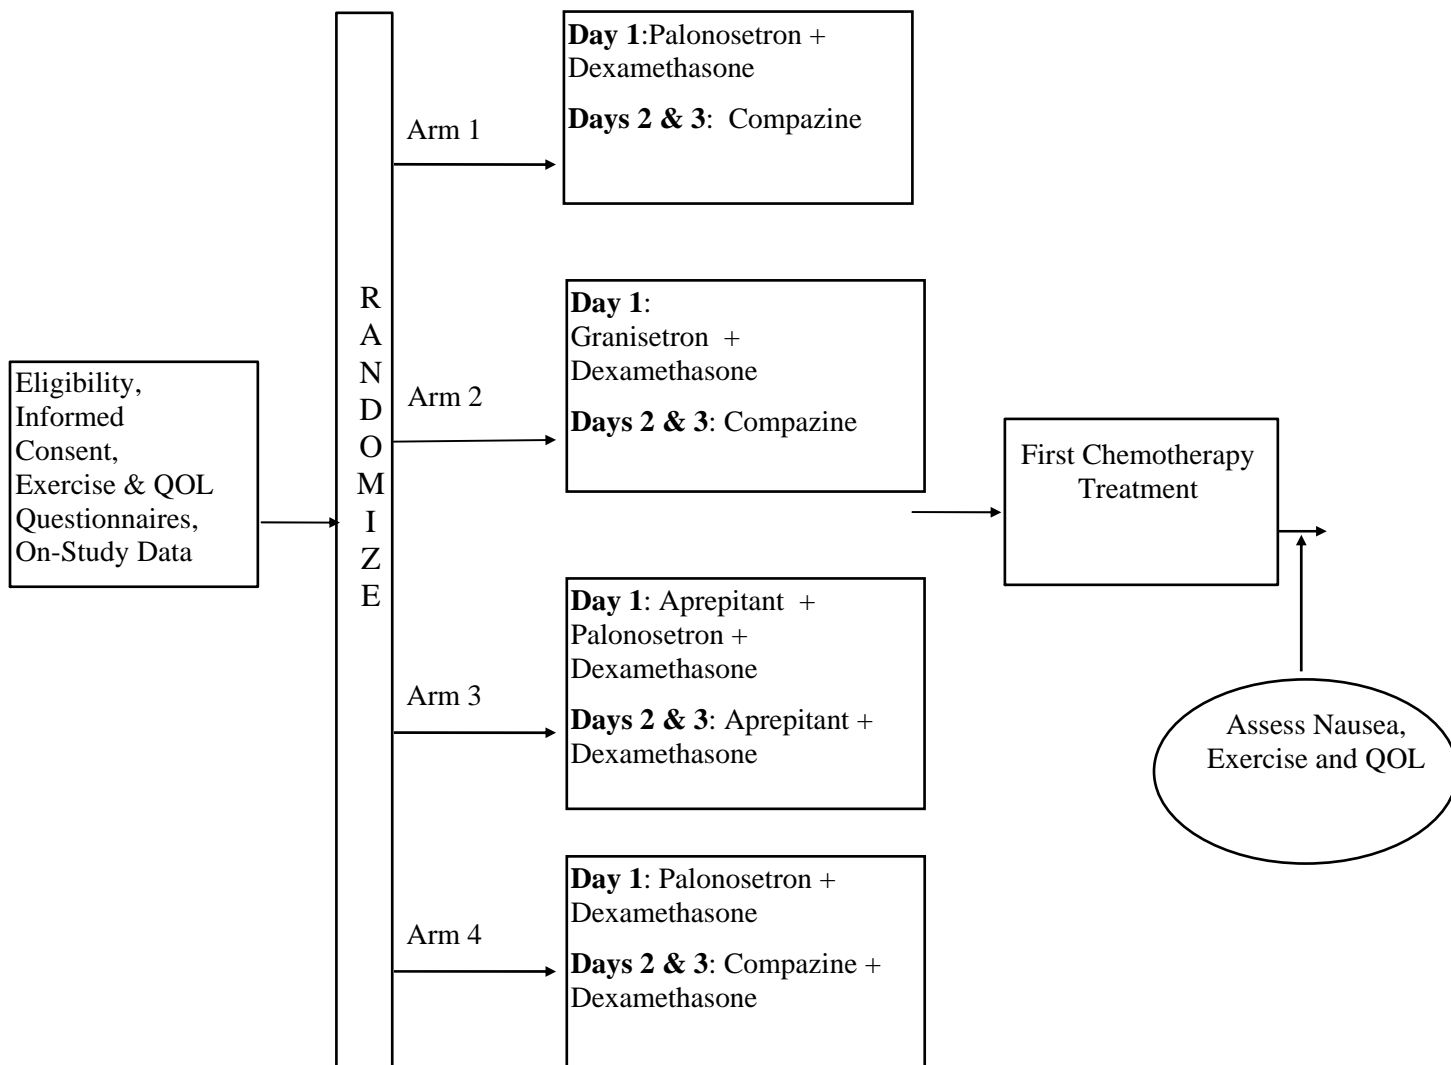 Eligibility,
Informed
Consent,
Exercise & QOL
Questionnaires,
On-Study Data
R
A
N
D
O
M
I
Z
E
Arm 1
Day 1:Palonosetron +
Dexamethasone
Days 2 & 3:  Compazine
Arm 2
Day 1:
Granisetron  +
Dexamethasone
Days 2 & 3: Compazine
Arm 3
Day 1: Aprepitant  +
Palonosetron +
Dexamethasone
Days 2 & 3: Aprepitant +
Dexamethasone
Arm 4
Day 1: Palonosetron +
Dexamethasone
Days 2 & 3: Compazine +
Dexamethasone
First Chemotherapy
Treatment
Assess Nausea,
Exercise and QOL